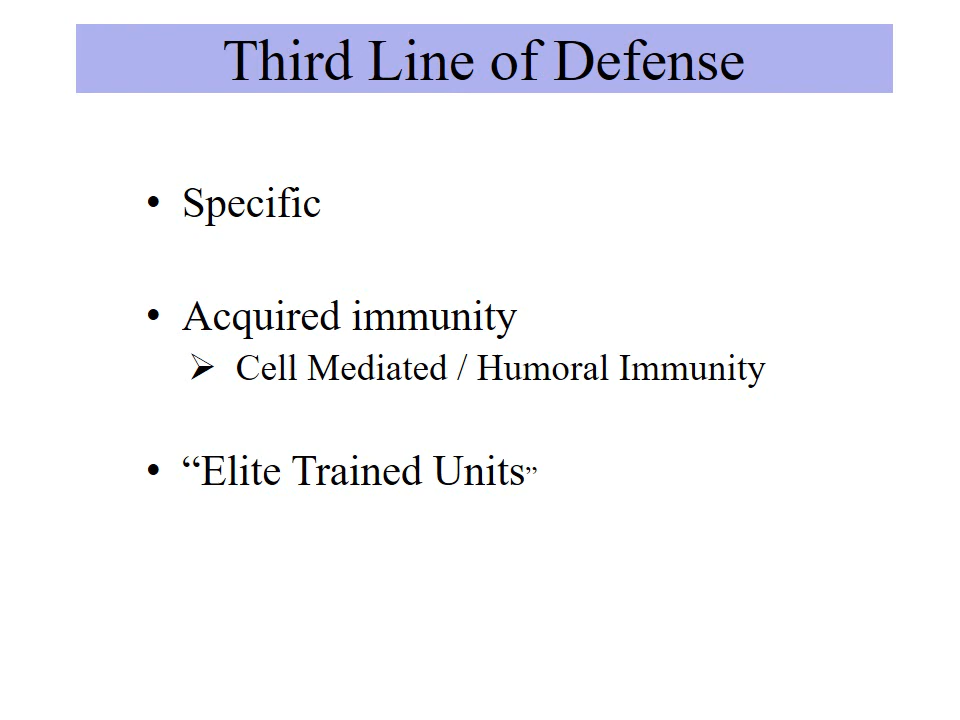 Third Line of Defense
• Specific
• Acquired immunity
➢ Cell Mediated / Humoral Immunity
• “Elite Trained Units”